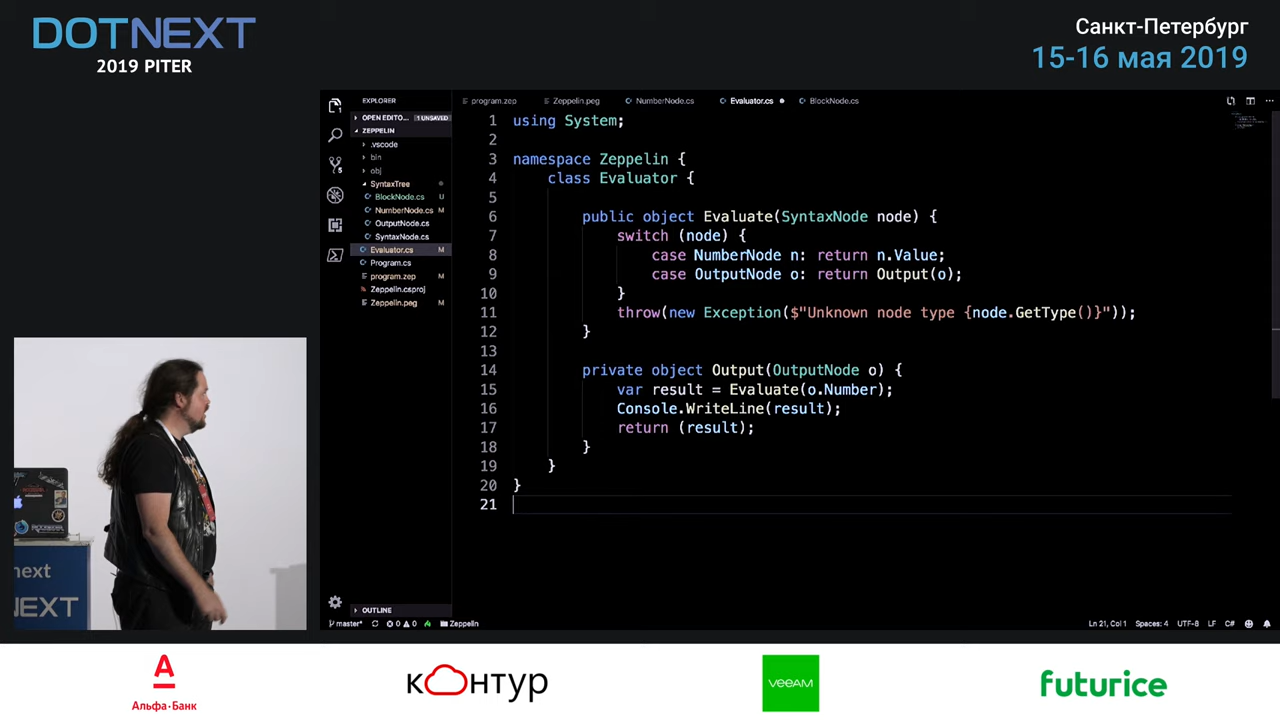 DOTNEXT
2019 PITER
Санкт-Петербург
15-16 мая 2019
EXPLORER
OPEN EDITO... 1 UNSAVED
ZEPPELIN
.vscode
bin
obj
SyntaxTree
BlockNode.cs U
NumberNode.cs M
OutputNode.cs
SyntaxNode.cs
Evaluator.cs M
Program.cs
program.zep M
Zeppelin.csproj
Zeppelin.peg M
OUTLINE
program.zep Zeppelin.peg NumberNode.cs Evaluator.cs BlockNode.cs
1 using System;
2
3 namespace Zeppelin {
4 class Evaluator {
5
6 public object Evaluate(SyntaxNode node) {
7 switch (node) {
8 case NumberNode n: return n.Value;
9 case OutputNode o: return Output(o);
10 }
11 throw(new Exception($"Unknown node type {node.GetType()}"));
12 }
13
14 private object Output(OutputNode o) {
15 var result = Evaluate(o.Number);
16 Console.WriteLine(result);
17 return (result);
18 }
19 }
20 }
21
master* 0 0 Zeppelin Ln 21, Col 1 Spaces: 4 UTF-8 LF C#
next
NEXT
Альфа·Банк
контур
veeam
futurice